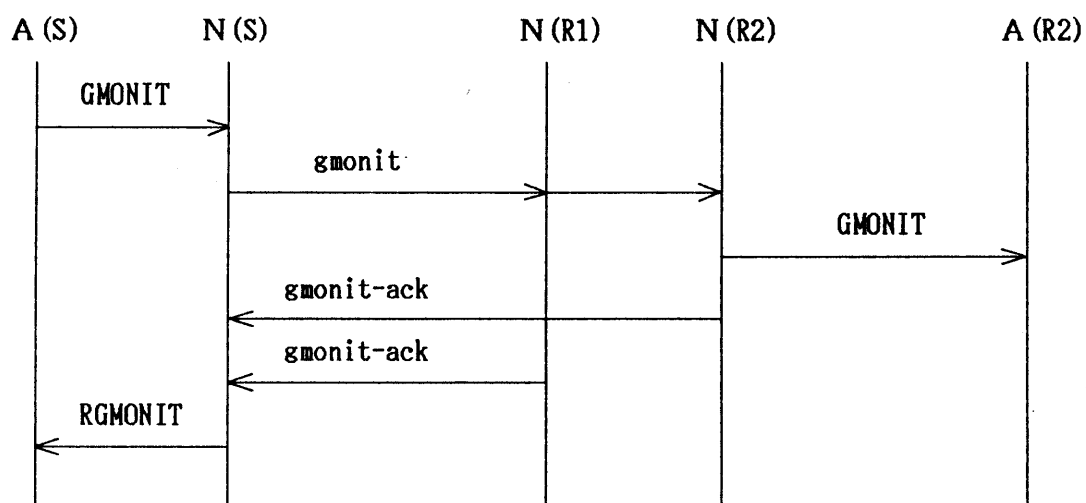 A (S) N (S) N (R1) N (R2) A (R2)
GMONIT
gmonit
GMONIT
gmonit-ack
gmonit-ack
RGMONIT